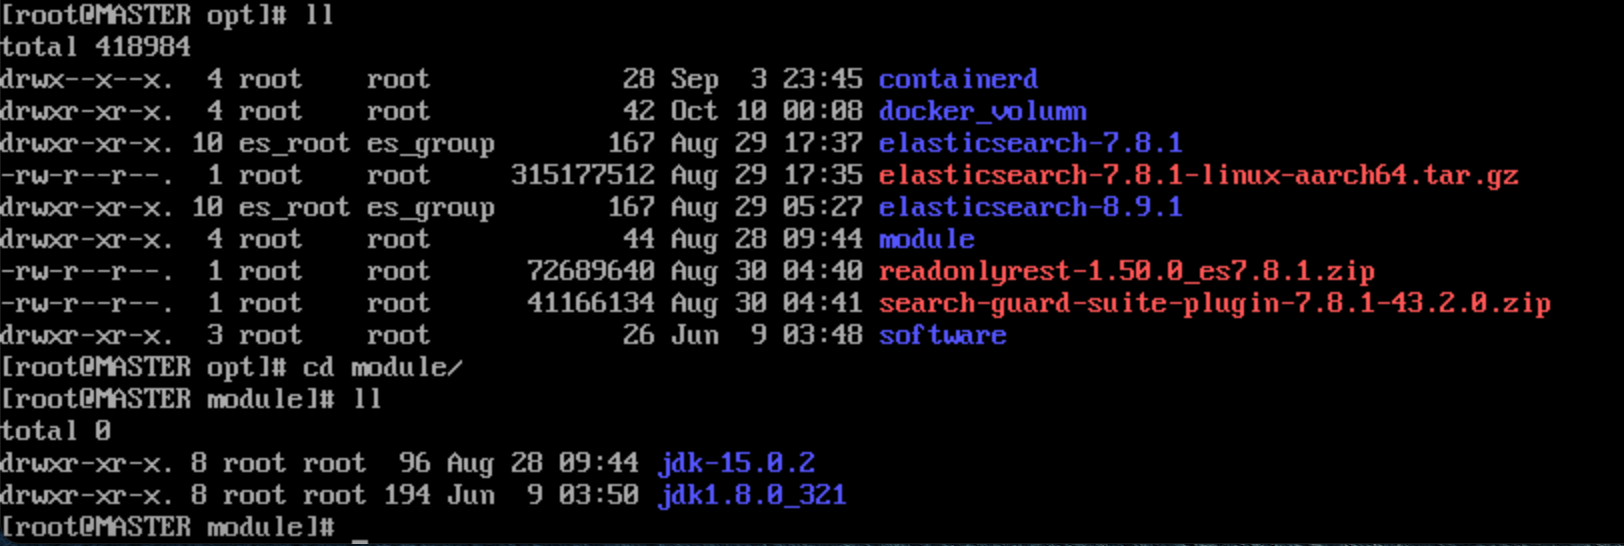 [root@MASTER opt]# ll
total 418984
drwx--x--x.  4 root    root           28 Sep  3 23:45 containerd
drwxr-xr-x.  4 root    root           42 Oct 10 00:08 docker_volumn
drwxr-xr-x. 10 es_root es_group       167 Aug 29 17:37 elasticsearch-7.8.1
-rw-r--r--.  1 root    root     315177512 Aug 29 17:35 elasticsearch-7.8.1-linux-aarch64.tar.gz
drwxr-xr-x. 10 es_root es_group       167 Aug 29 05:27 elasticsearch-8.9.1
drwxr-xr-x.  4 root    root            44 Aug 28 09:44 module
-rw-r--r--.  1 root    root      72689640 Aug 30 04:40 readonlyrest-1.50.0_es7.8.1.zip
-rw-r--r--.  1 root    root      41166134 Aug 30 04:41 search-guard-suite-plugin-7.8.1-43.2.0.zip
drwxr-xr-x.  3 root    root            26 Jun  9 03:48 software
[root@MASTER opt]# cd module/
[root@MASTER module]# ll
total 0
drwxr-xr-x. 8 root root  96 Aug 28 09:44 jdk-15.0.2
drwxr-xr-x. 8 root root 194 Jun  9 03:50 jdk1.8.0_321
[root@MASTER module]# _